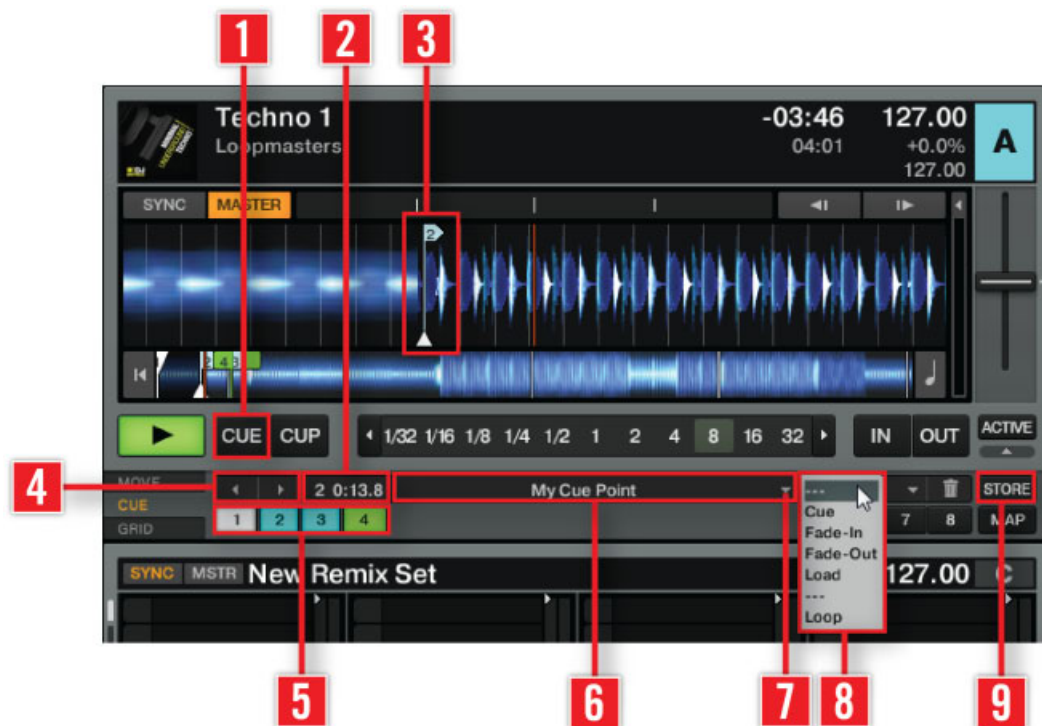 1 2 3
Techno 1 -03:46 127.00 A
Loopmasters 04:01 +0.0%
127.00
SYNC MASTER
2
4
CUE CUP 1/32 1/16 1/8 1/4 1/2 1 2 4 8 16 32 IN OUT ACTIVE
4 MOVE 2 0:13.8 My Cue Point --- STORE
CUE Cue
1 2 3 4 7 8 MAP
GRID Fade-In
Fade-Out
SYNC MSTR New Remix Set Load 127.00 C
---
Loop
5 6 7 8 9